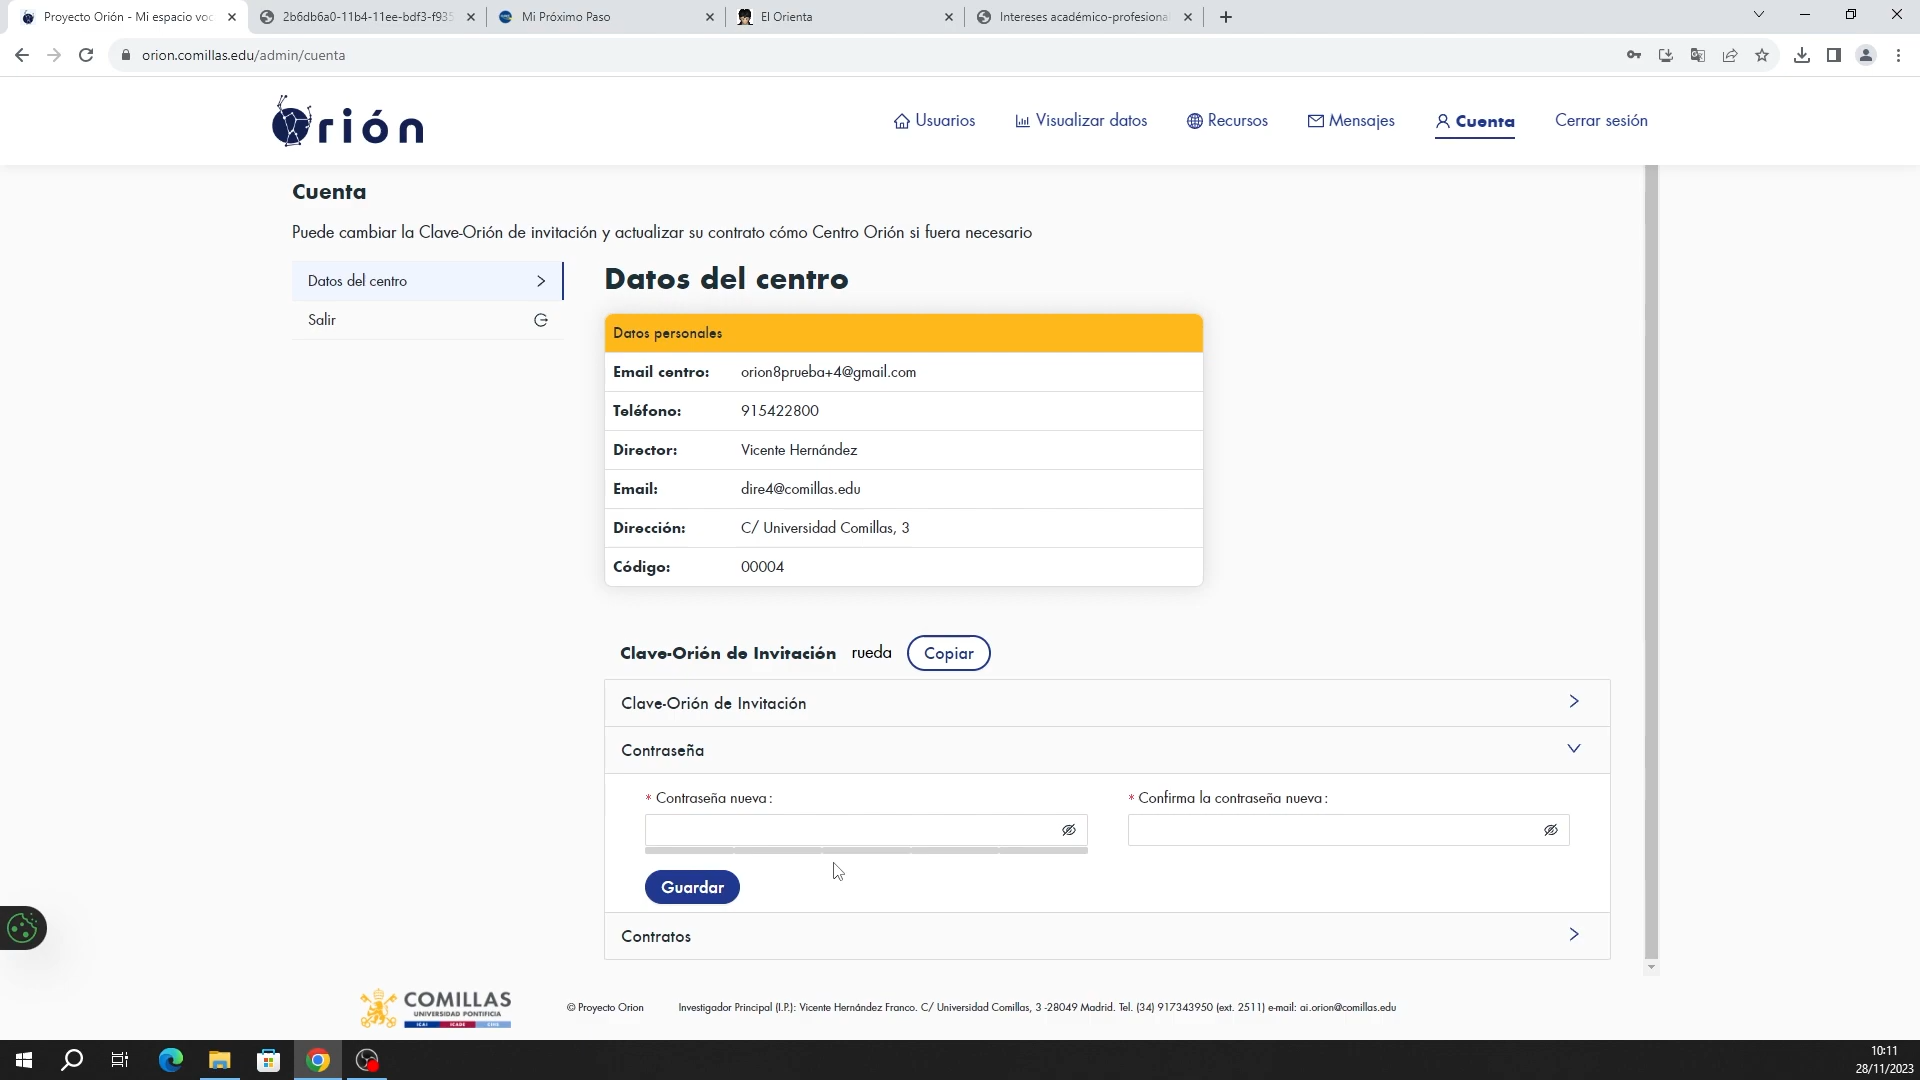 Proyecto Orión - Mi espacio voc
2b6db6a0-11b4-11ee-bdf3-f935
Mi Próximo Paso
El Orienta
Intereses académico-profesional
orion.comillas.edu/admin/cuenta
Orión
Usuarios
Visualizar datos
Recursos
Mensajes
Cuenta
Cerrar sesión
Cuenta
Puede cambiar la Clave-Orión de invitación y actualizar su contrato cómo Centro Orión si fuera necesario
Datos del centro
Salir
Datos del centro
Datos personales
Email centro: orion8prueba+4@gmail.com
Teléfono: 915422800
Director: Vicente Hernández
Email: dire4@comillas.edu
Dirección: C/ Universidad Comillas, 3
Código: 00004
Clave-Orión de Invitación rueda Copiar
Clave-Orión de Invitación
Contraseña
* Contraseña nueva :
* Confirma la contraseña nueva :
Guardar
Contratos
COMILLAS
UNIVERSIDAD PONTIFICIA
ICAI ICADE CIHS
© Proyecto Orion
Investigador Principal (I.P.): Vicente Hernández Franco. C/ Universidad Comillas, 3 -28049 Madrid. Tel. (34) 917343950 (ext. 2511) e-mail: ai.orion@comillas.edu
10:11
28/11/2023